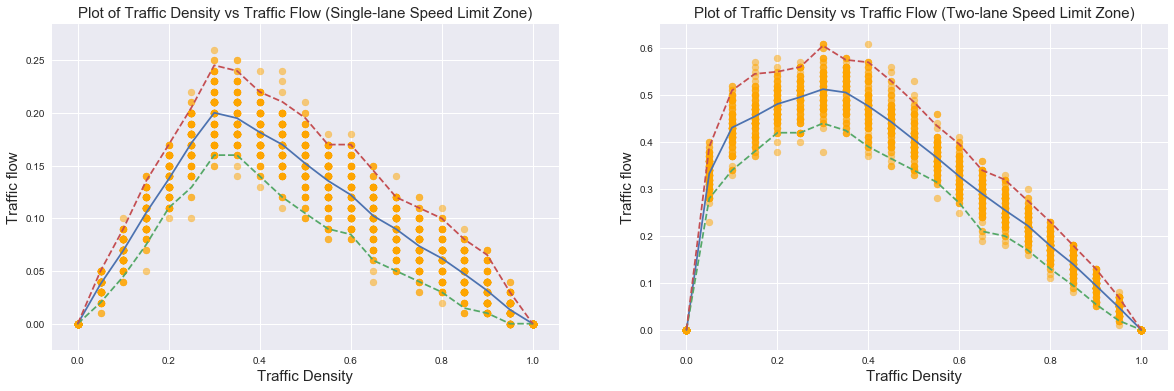 Plot of Traffic Density vs Traffic Flow (Single-lane Speed Limit Zone)
Traffic flow
0.25
0.20
0.15
0.10
0.05
0.00
0.0 0.2 0.4 0.6 0.8 1.0
Traffic Density
Plot of Traffic Density vs Traffic Flow (Two-lane Speed Limit Zone)
Traffic flow
0.6
0.5
0.4
0.3
0.2
0.1
0.0
0.0 0.2 0.4 0.6 0.8 1.0
Traffic Density